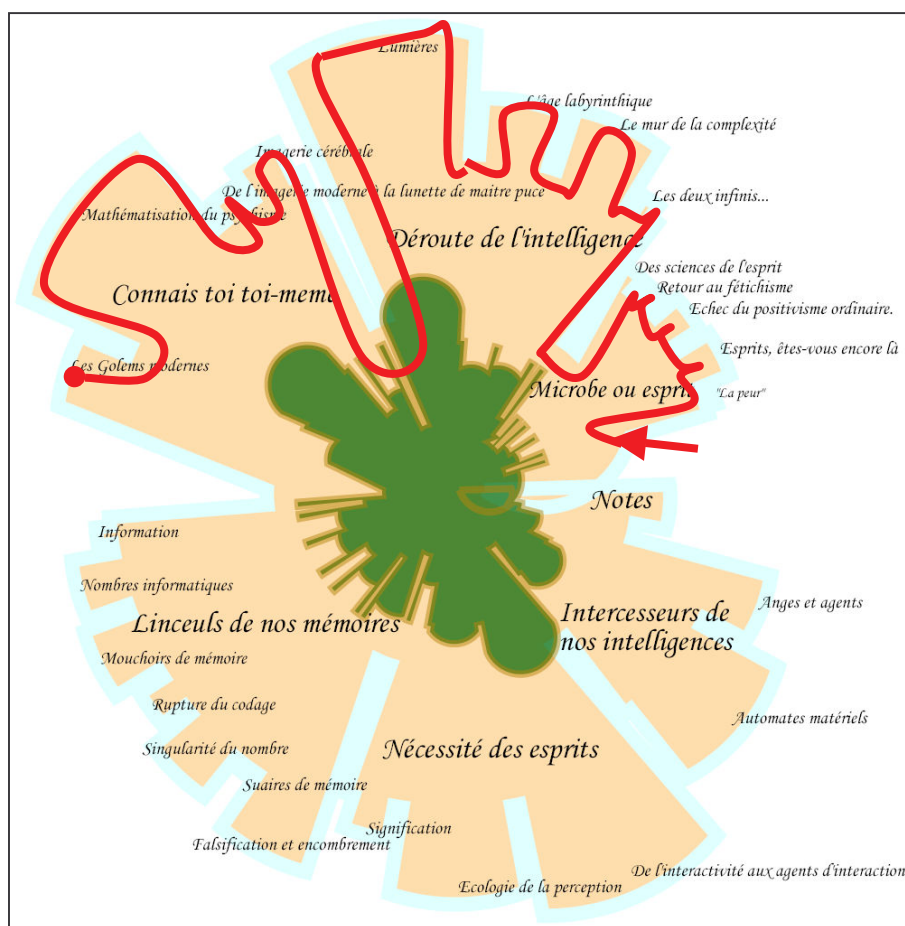 Lumières
L'âge labyrinthique
Le mur de la complexité
Imagerie cérébrale
De l'imagerie moderne à la lunette de maitre puce
Les deux infinis...
Mathématisation du psychisme
Déroute de l'intelligence
Des sciences de l'esprit
Retour au fétichisme
Connais toi toi-meme
Echec du positivisme ordinaire.
Esprits, êtes-vous encore là
Les Golems modernes
Microbe ou esprit
"La peur"
Notes
Information
Nombres informatiques
Anges et agents
Linceuls de nos mémoires
Intercesseurs de
nos intelligences
Mouchoirs de mémoire
Rupture du codage
Automates matériels
Singularité du nombre
Nécessité des esprits
Suaires de mémoire
Signification
Falsification et encombrement
De l'interactivité aux agents d'interaction
Ecologie de la perception